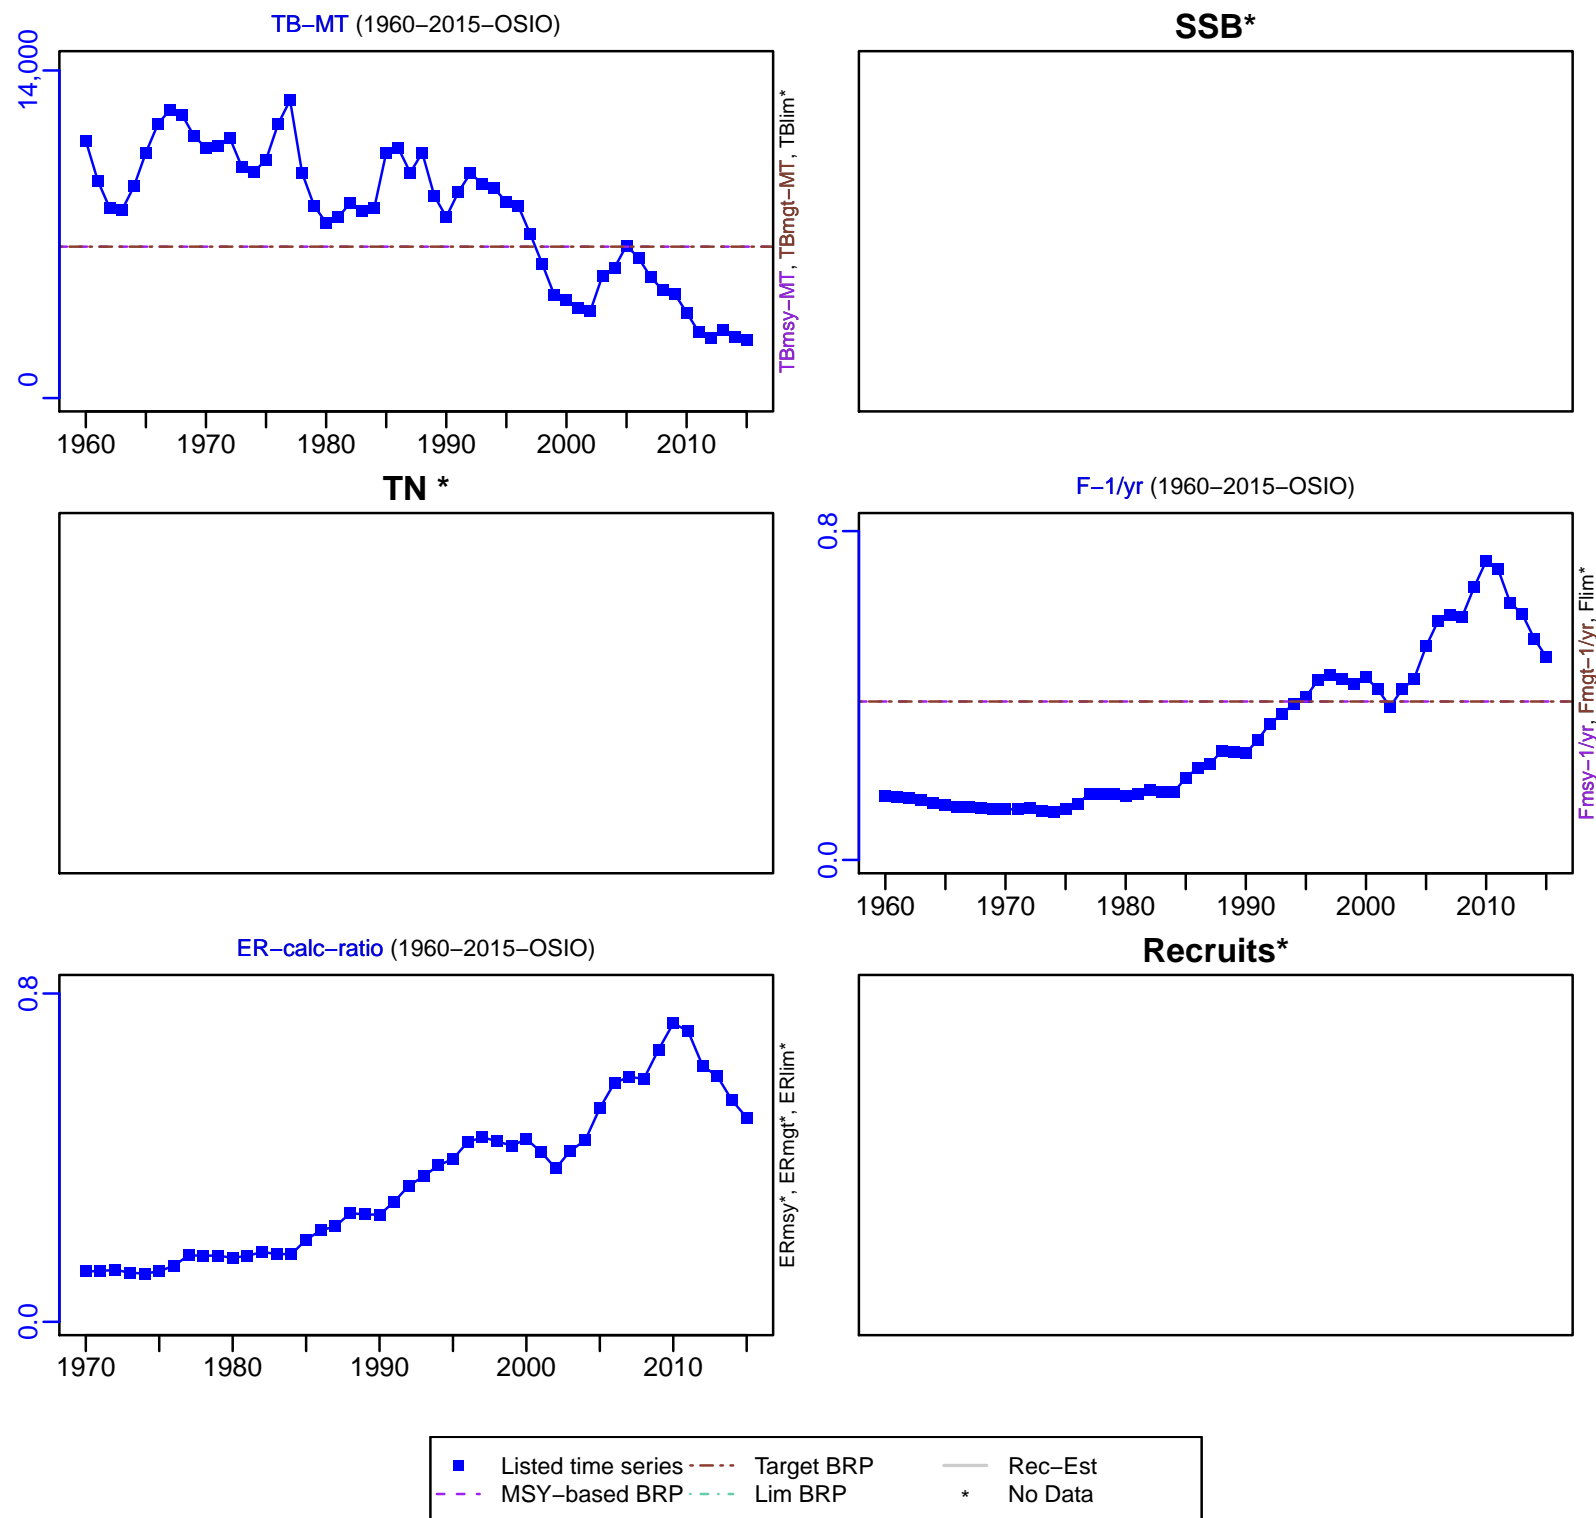 TB−MT (1960−2015−OSIO)
14,000
0
TBmsy−MT, TBmgt−MT, TBlim*
1960 1970 1980 1990 2000 2010
SSB*
TN *
F−1/yr (1960−2015−OSIO)
0.8
0.0
Fmsy−1/yr, Fmgt−1/yr, Flim*
1960 1970 1980 1990 2000 2010
ER−calc−ratio (1960−2015−OSIO)
0.8
0.0
ERmsy*, ERmgt*, ERlim*
1970 1980 1990 2000 2010
Recruits*
Listed time series Target BRP Rec−Est
MSY−based BRP Lim BRP * No Data